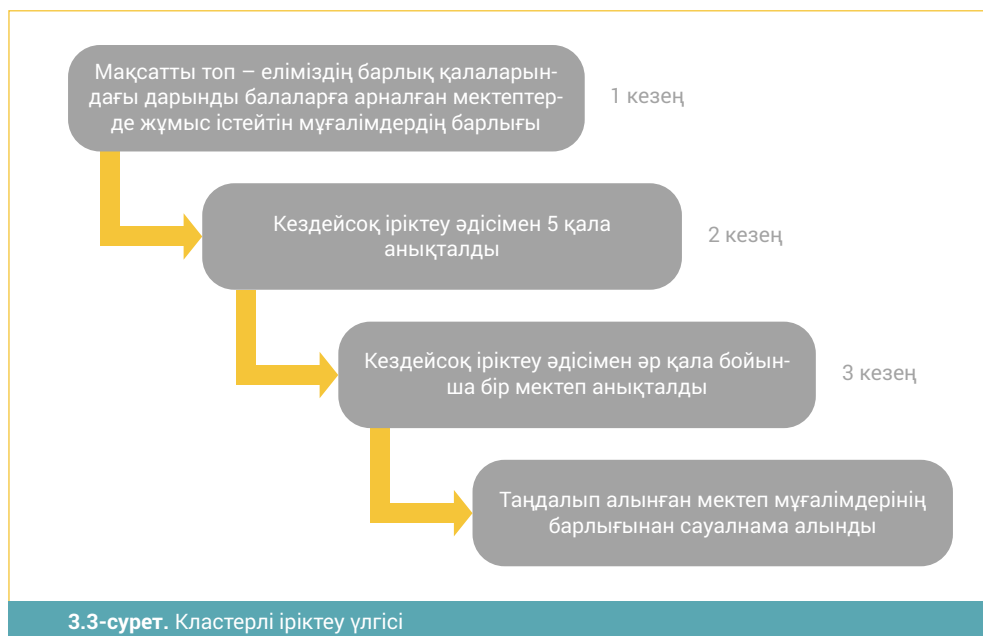 Мақсатты топ – еліміздің барлық қалаларын-
дағы дарынды балаларға арналған мектептер-
де жұмыс істейтін мұғалімдердің барлығы
1 кезең
Кездейсоқ іріктеу әдісімен 5 қала
анықталды
2 кезең
Кездейсоқ іріктеу әдісімен әр қала бойын-
ша бір мектеп анықталды
3 кезең
Таңдалып алынған мектеп мұғалімдерінің
барлығынан сауалнама алынды
3.3-сурет. Кластерлі іріктеу үлгісі